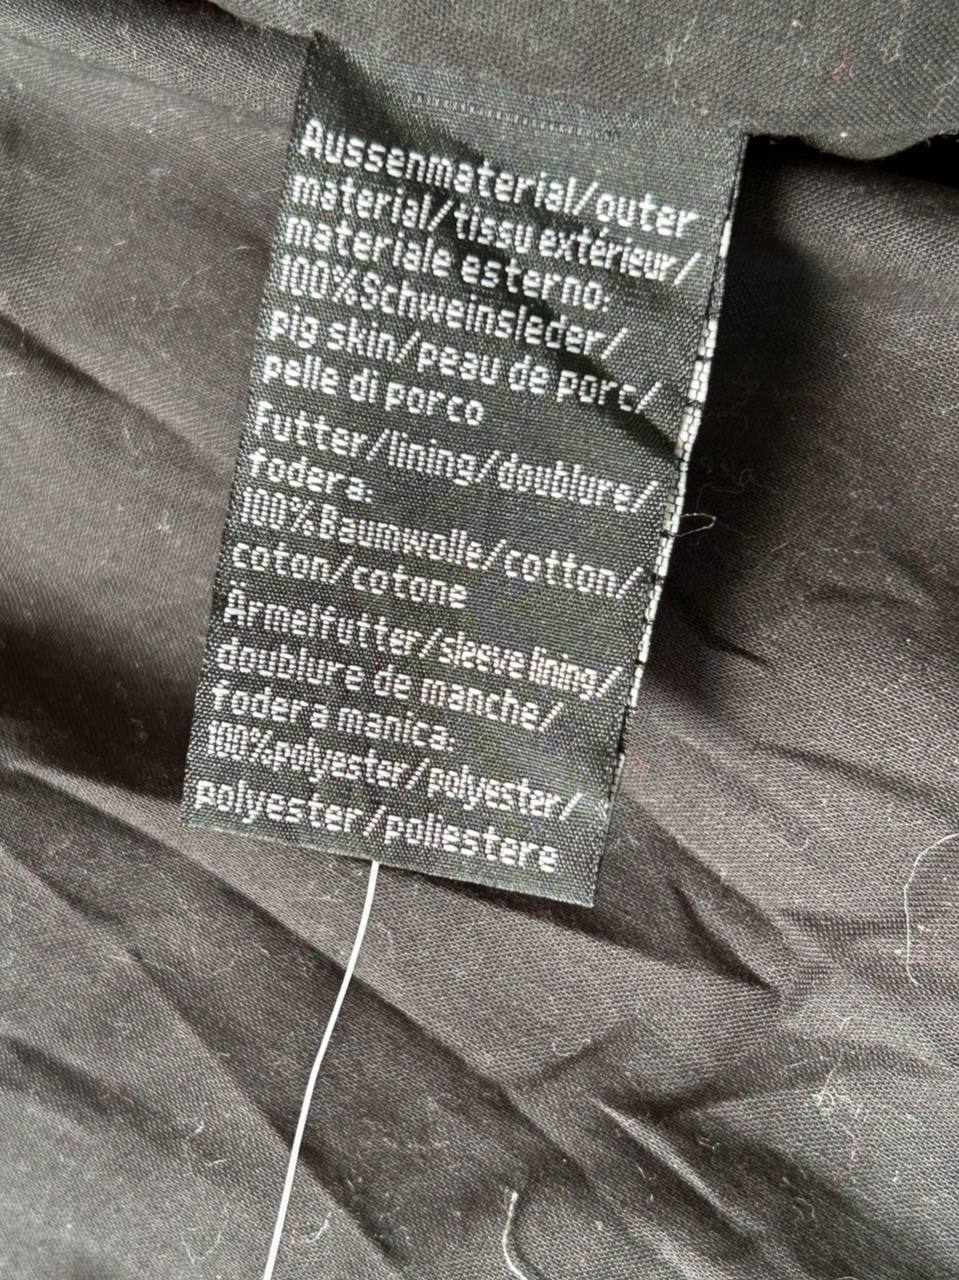 Aussenmaterial/outer
material/tissu extérieur/
materiale esterno:
100%Schweinsleder/
pig skin/peau de porc/
pelle di porco
Futter/lining/doublure/
fodera:
100%Baumwolle/cotton/
coton/cotone
Ärmelfutter/sleeve lining/
doublure de manche/
fodera manica:
100%polyester/polyester/
polyester/poliestere